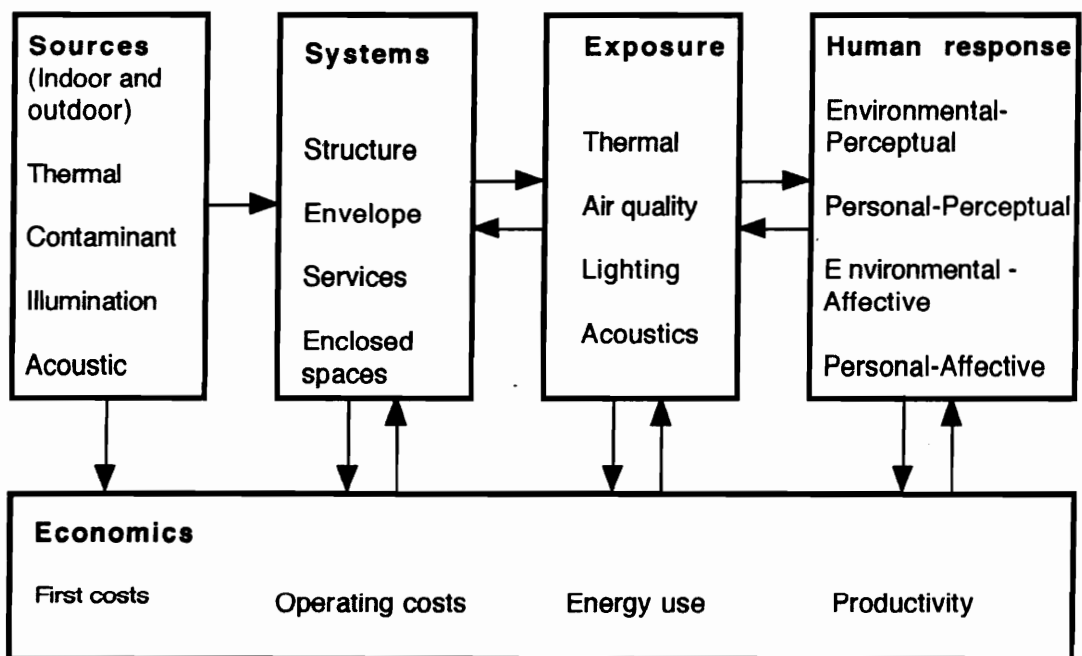 Sources
(Indoor and
outdoor)
Thermal
Contaminant
Illumination
Acoustic
Systems
Structure
Envelope
Services
Enclosed
spaces
Exposure
Thermal
Air quality
Lighting
Acoustics
Human response
Environmental-
Perceptual
Personal-Perceptual
E nvironmental -
Affective
Personal-Affective
Economics
First costs
Operating costs
Energy use
Productivity